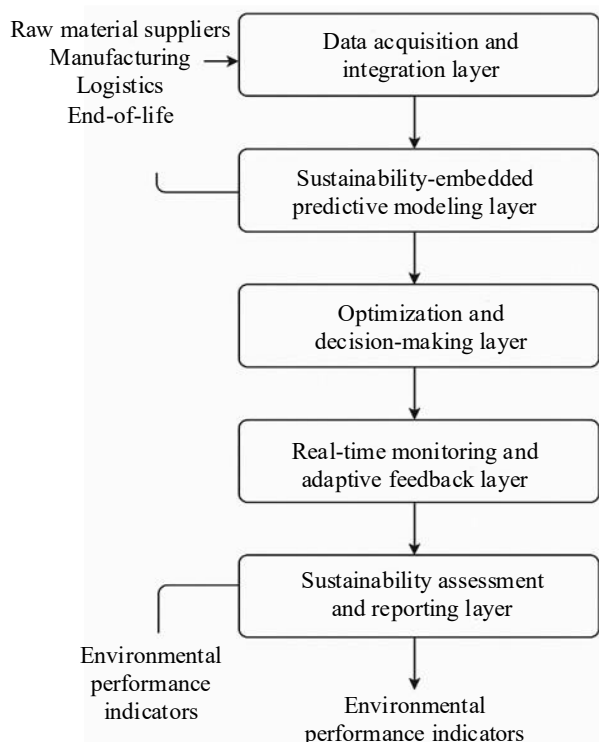 Raw material suppliers
Manufacturing
Logistics
End-of-life
Data acquisition and
integration layer
Sustainability-embedded
predictive modeling layer
Optimization and
decision-making layer
Real-time monitoring and
adaptive feedback layer
Sustainability assessment
and reporting layer
Environmental
performance
indicators
Environmental
performance indicators